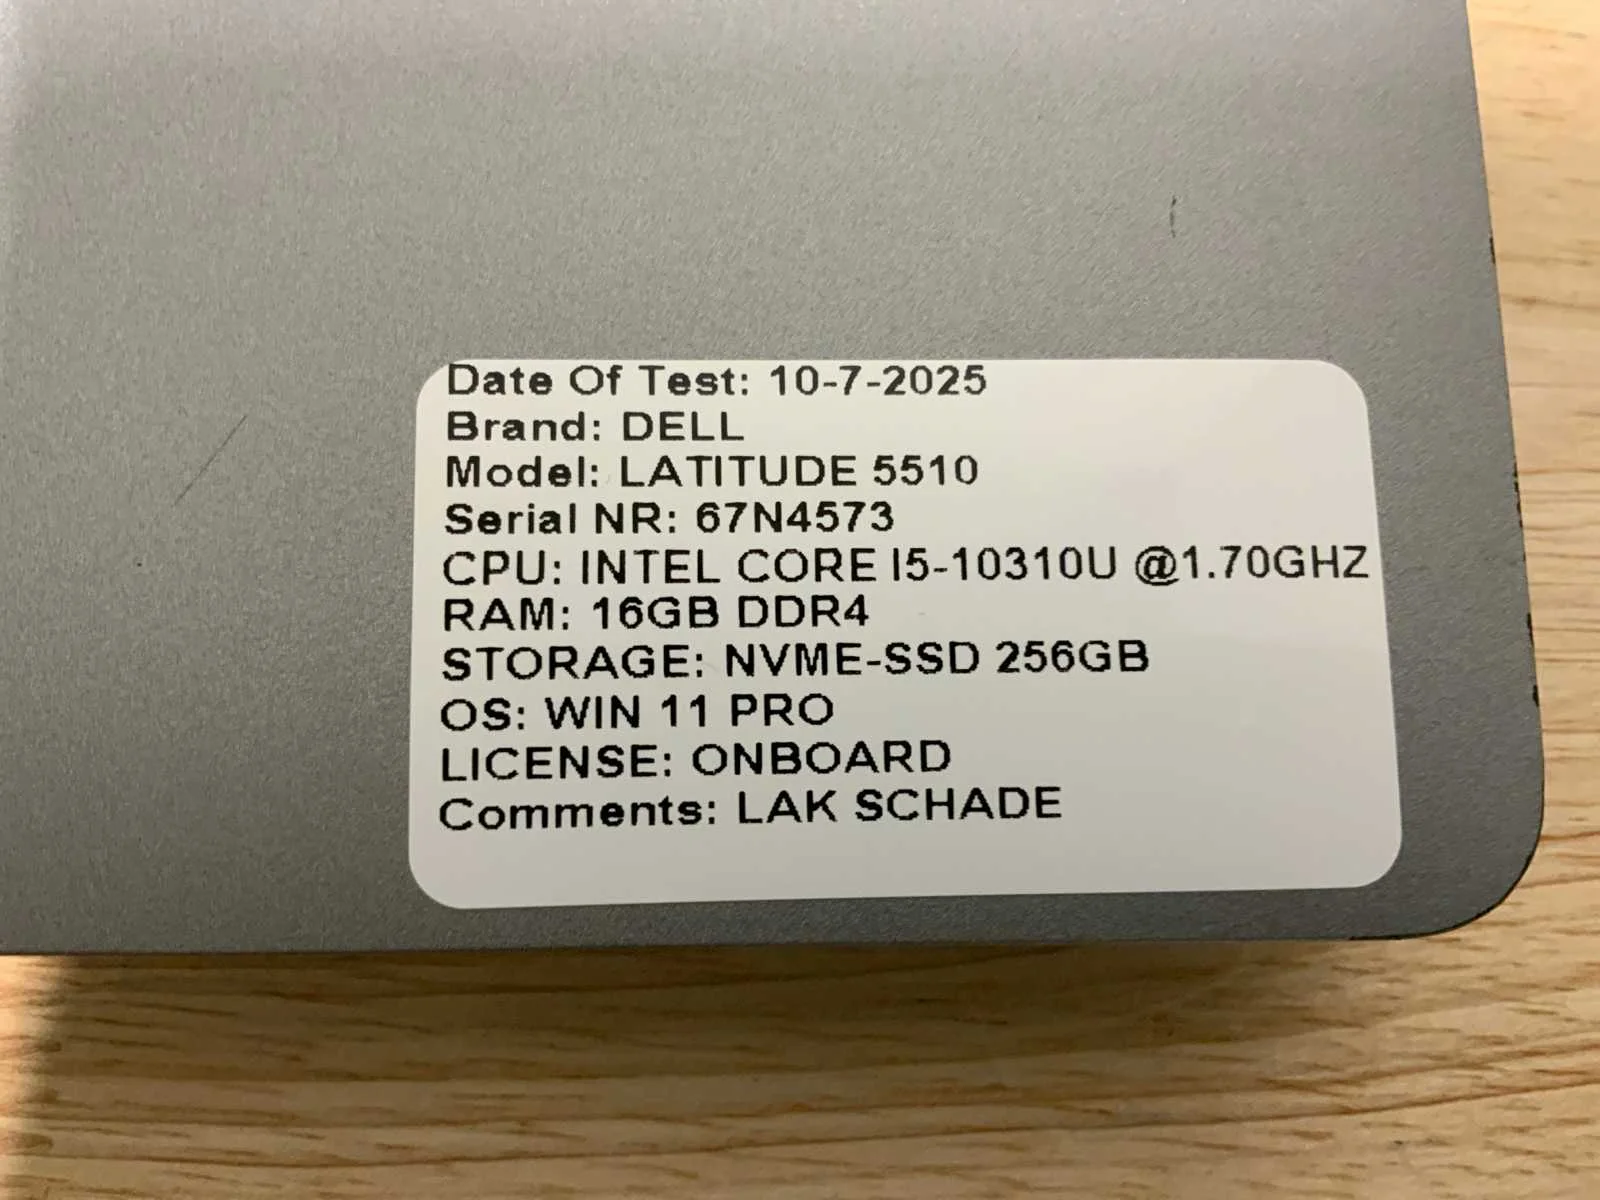 Date Of Test: 10-7-2025
Brand: DELL
Model: LATITUDE 5510
Serial NR: 67N4573
CPU: INTEL CORE I5-10310U @1.70GHZ
RAM: 16GB DDR4
STORAGE: NVME-SSD 256GB
OS: WIN 11 PRO
LICENSE: ONBOARD
Comments: LAK SCHADE